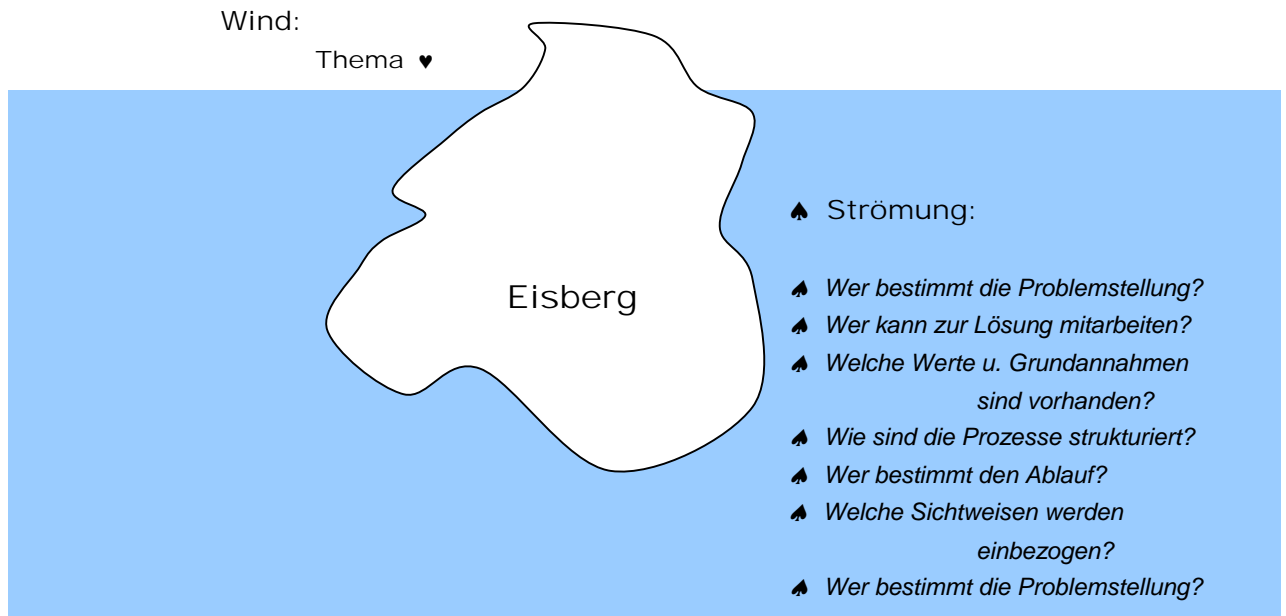 Wind:
Thema ♥
Eisberg
♠ Strömung:
♠ Wer bestimmt die Problemstellung?
♠ Wer kann zur Lösung mitarbeiten?
♠ Welche Werte u. Grundannahmen
sind vorhanden?
♠ Wie sind die Prozesse strukturiert?
♠ Wer bestimmt den Ablauf?
♠ Welche Sichtweisen werden
einbezogen?
♠ Wer bestimmt die Problemstellung?